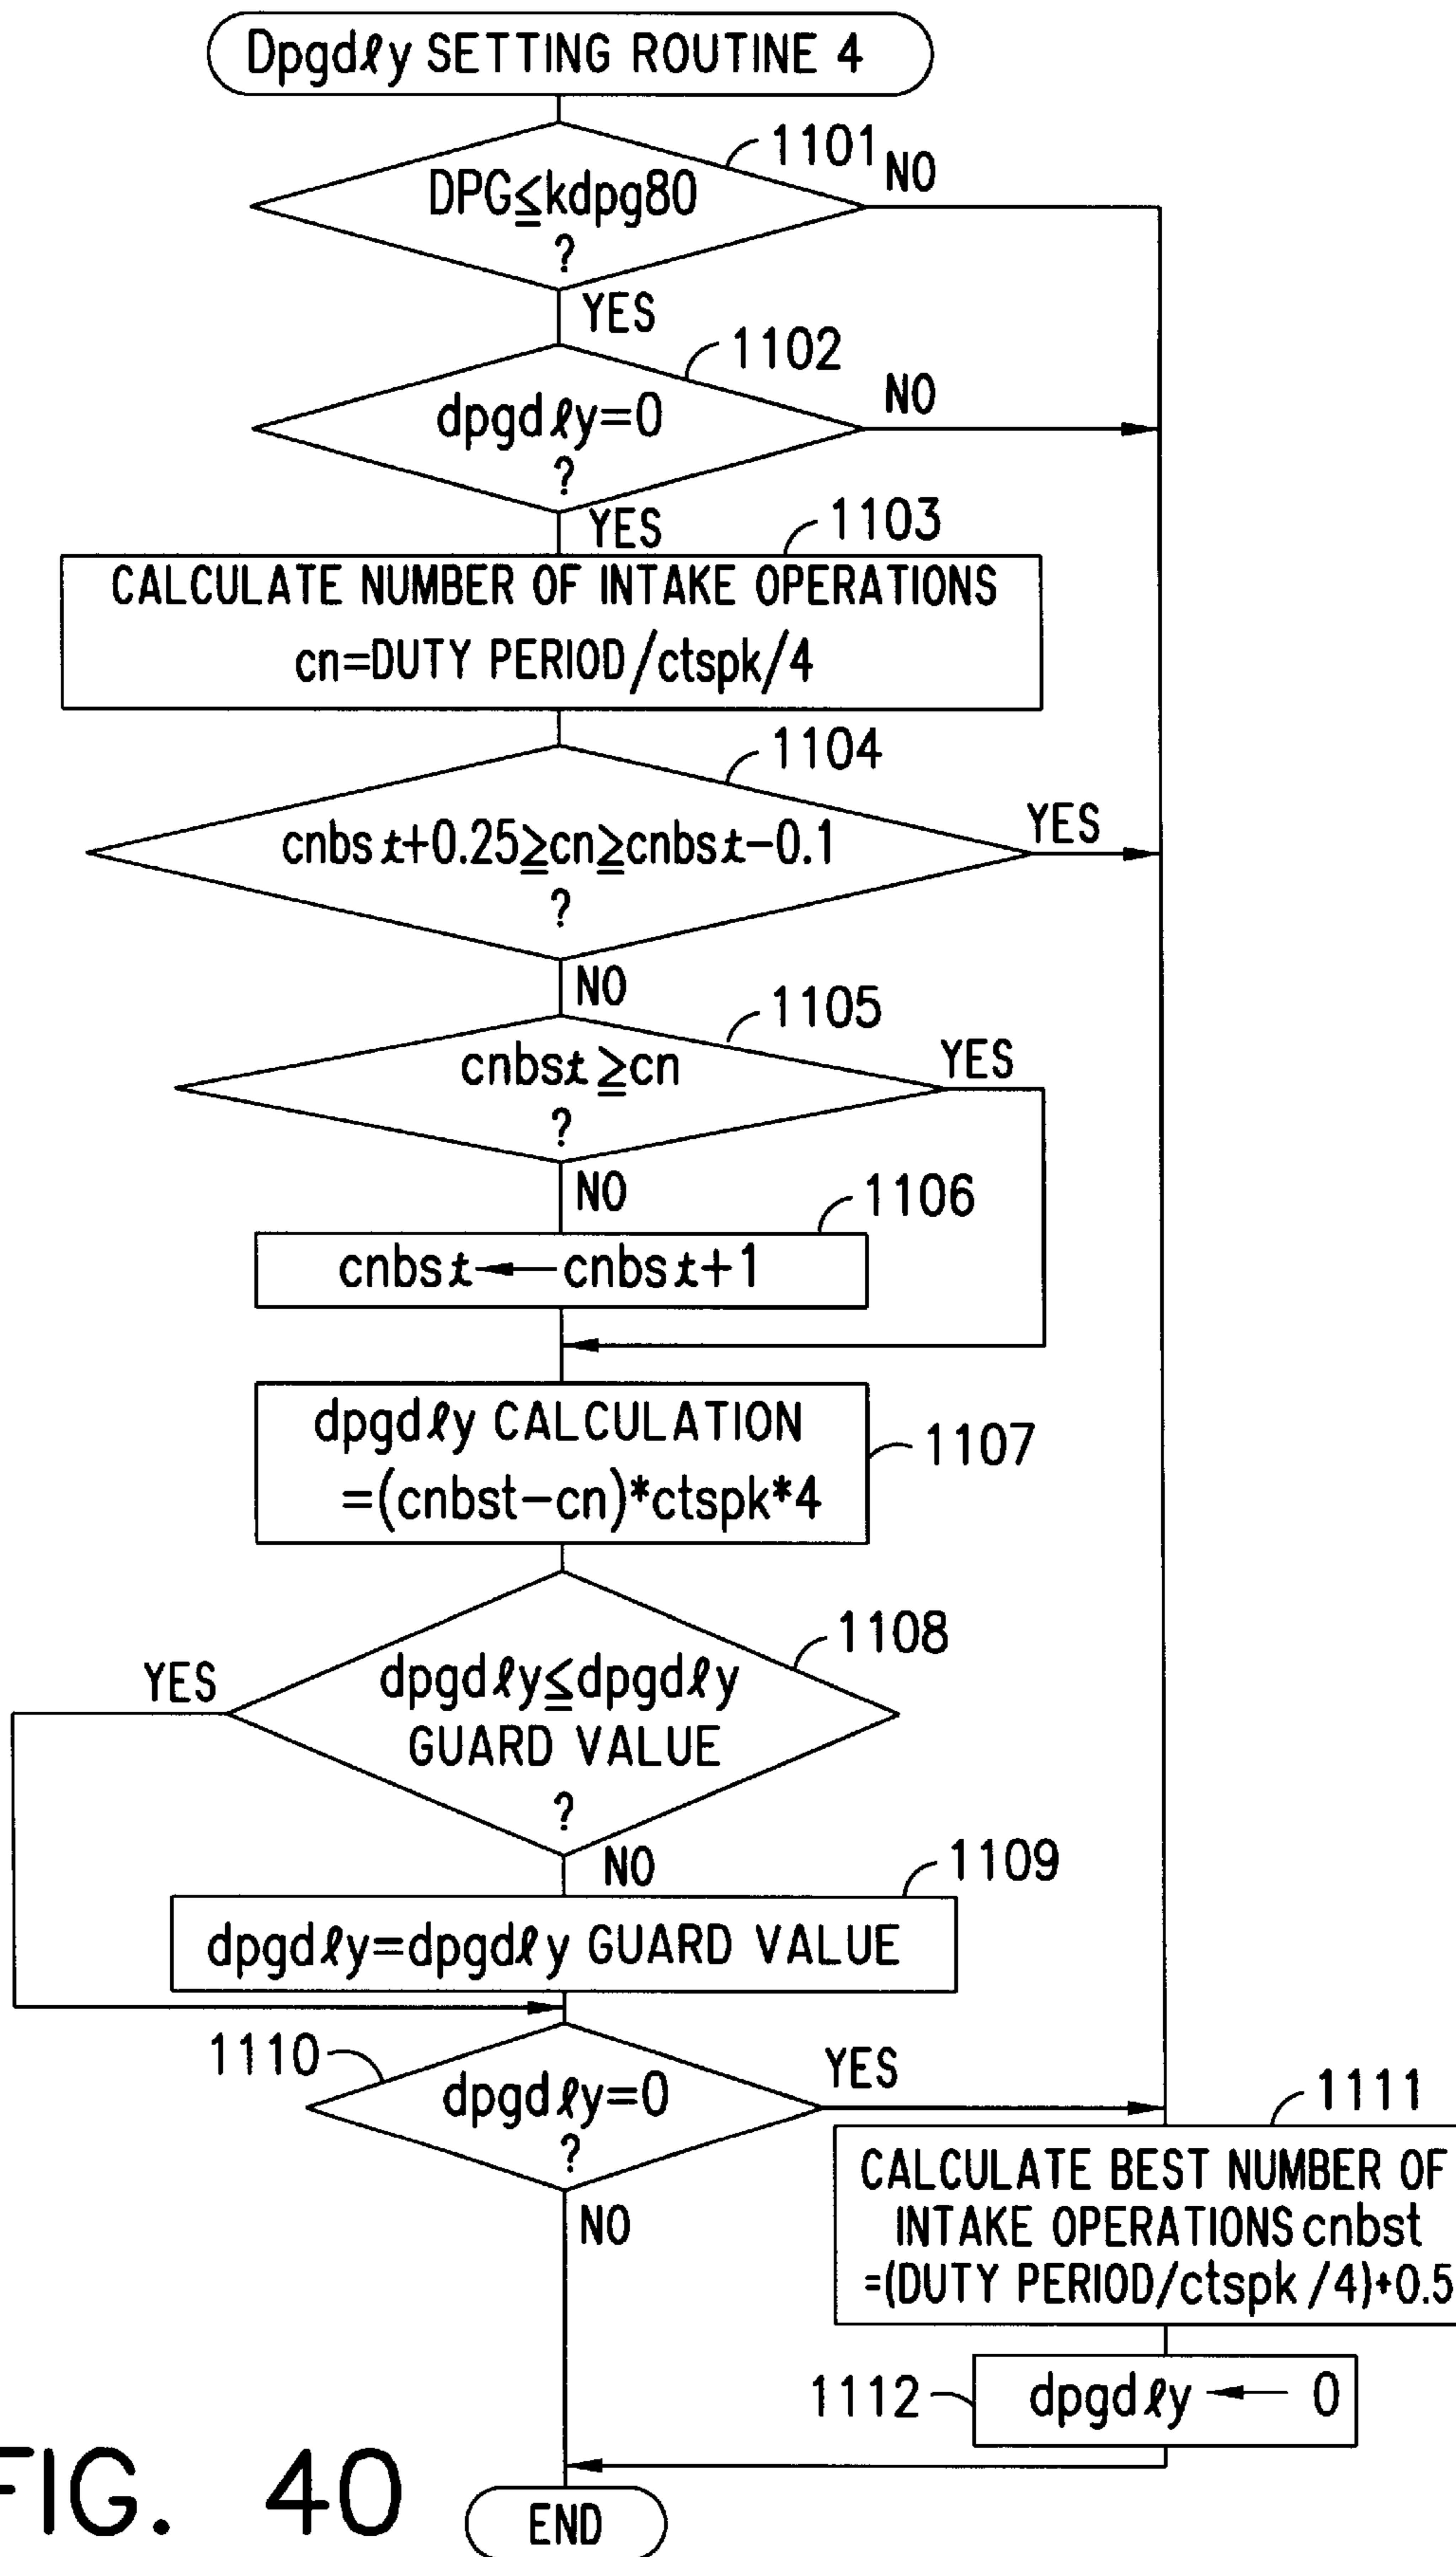 Dpgdℓy SETTING ROUTINE 4
1101
NO
DPG≦kdpg80
?
YES
1102
NO
dpgdℓy=0
?
YES
1103
CALCULATE NUMBER OF INTAKE OPERATIONS
cn=DUTY PERIOD/ctspk/4
1104
YES
cnbst+0.25≧cn≧cnbst-0.1
?
NO
1105
YES
cnbst≧cn
?
NO
1106
cnbst←cnbst+1
dpgdℓy CALCULATION
=(cnbst-cn)*ctspk*4
1107
1108
YES
dpgdℓy≦dpgdℓy
GUARD VALUE
?
NO
1109
dpgdℓy=dpgdℓy GUARD VALUE
1110
YES
dpgdℓy=0
?
NO
1111
CALCULATE BEST NUMBER OF
INTAKE OPERATIONS cnbst
=(DUTY PERIOD/ctspk/4)+0.5
1112
dpgdℓy ← 0
FIG. 40
END